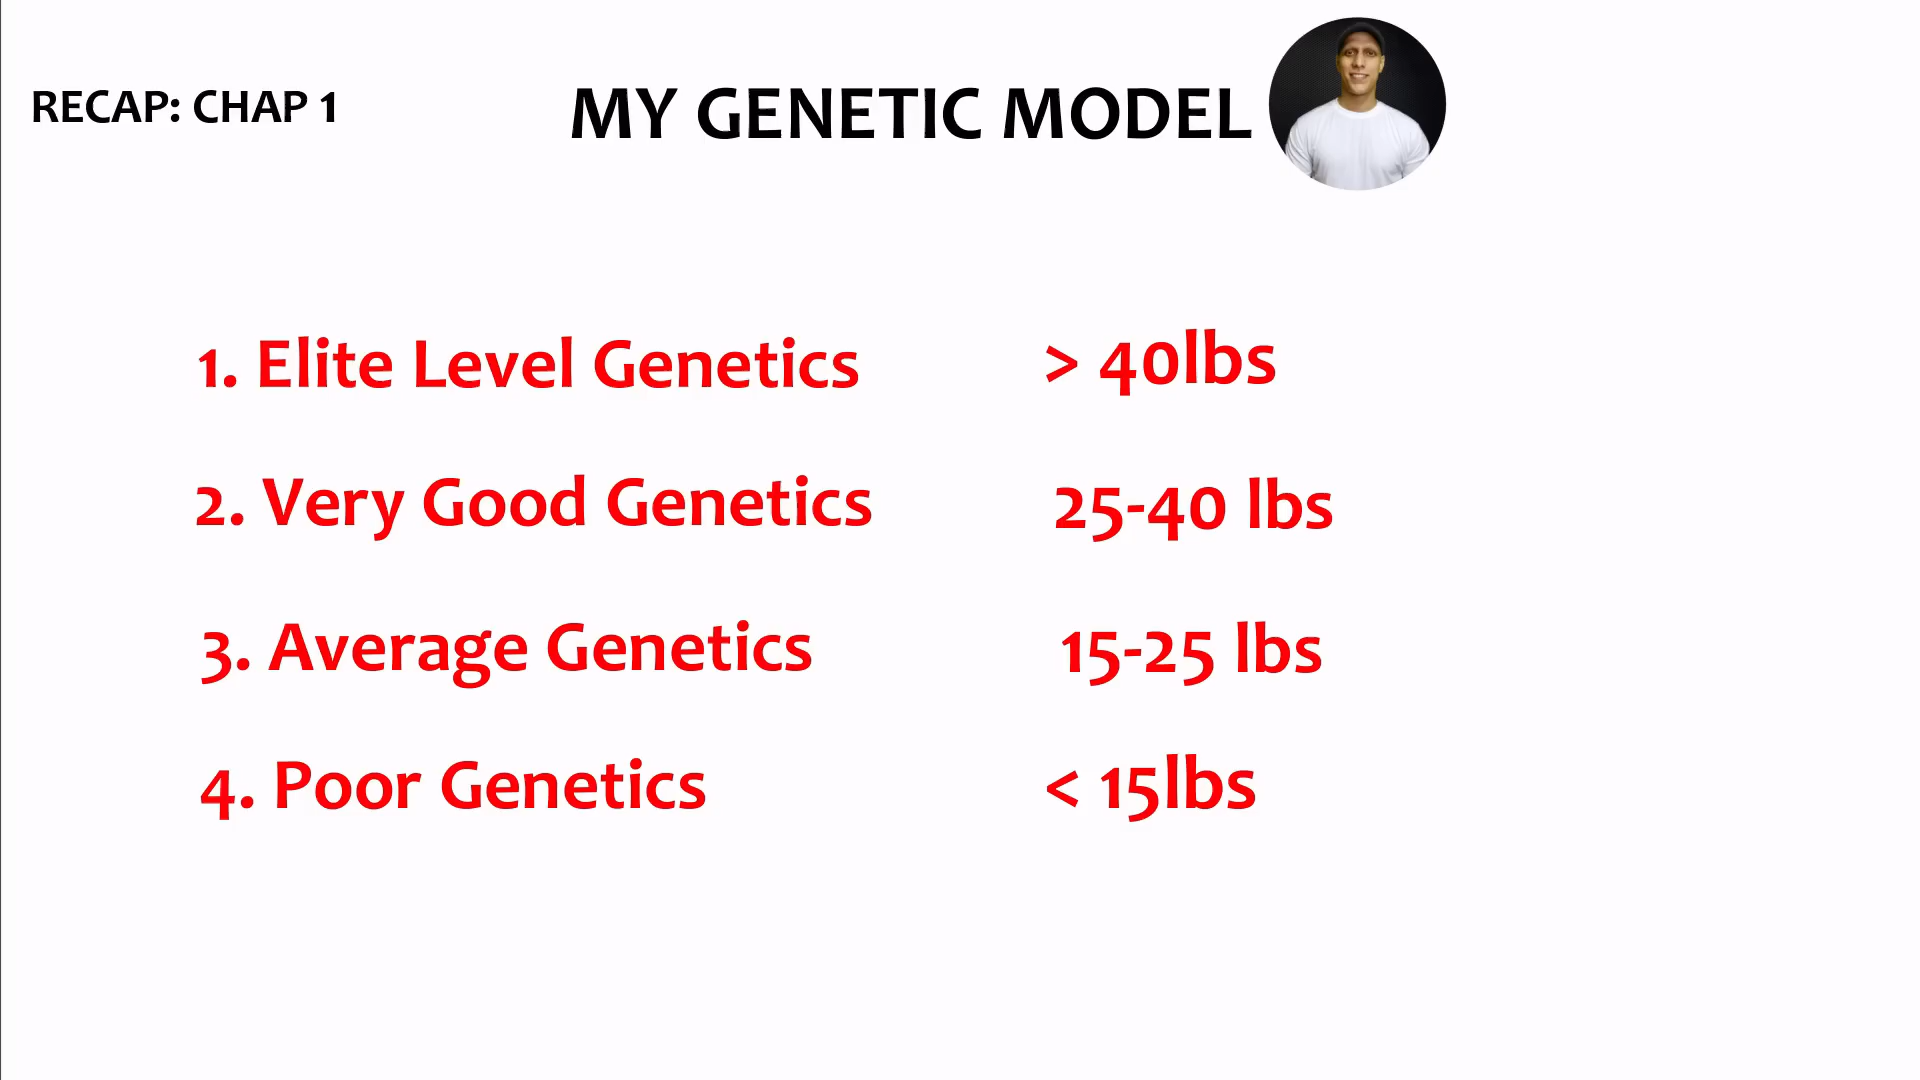 RECAP: CHAP 1
MY GENETIC MODEL
1. Elite Level Genetics > 40lbs
2. Very Good Genetics 25-40 lbs
3. Average Genetics 15-25 lbs
4. Poor Genetics < 15lbs